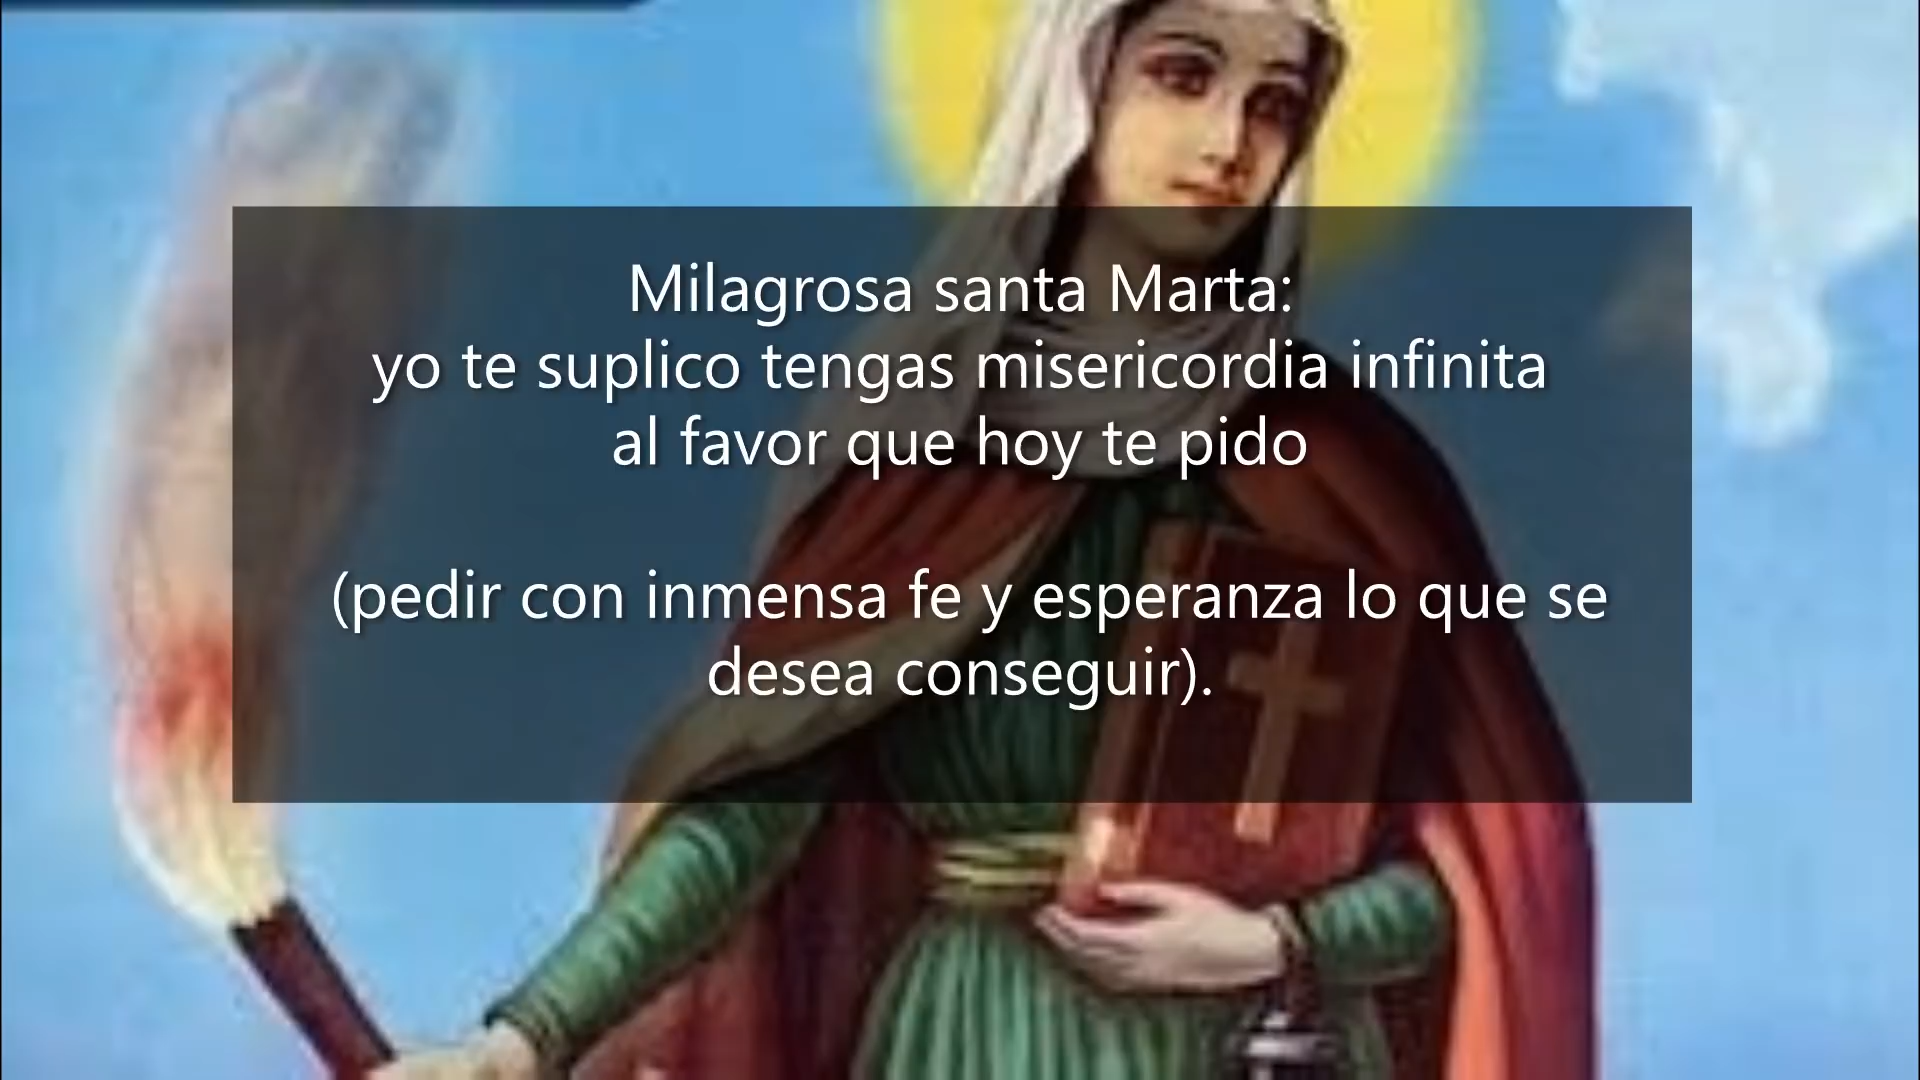 Milagrosa santa Marta:
yo te suplico tengas misericordia infinita
al favor que hoy te pido
(pedir con inmensa fe y esperanza lo que se
desea conseguir).